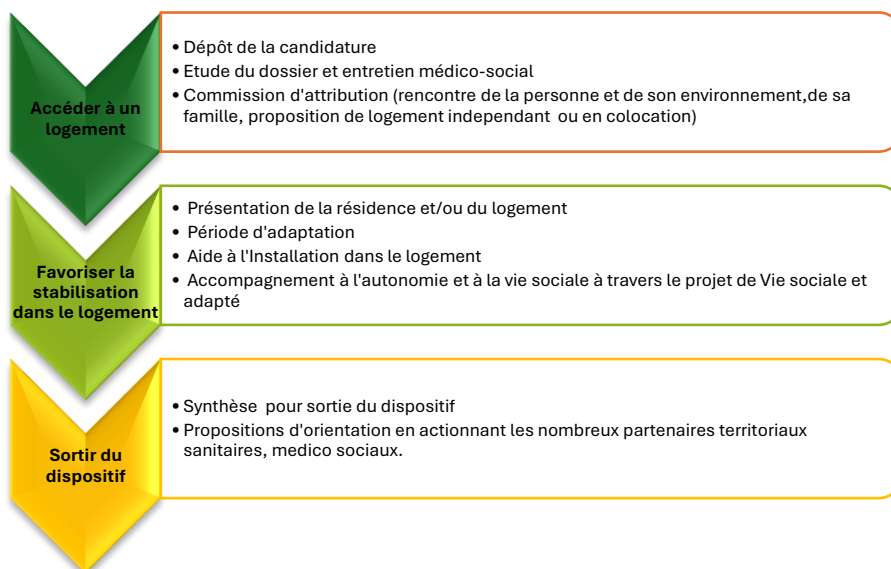 Accéder à un
logement
• Dépôt de la candidature
• Etude du dossier et entretien médico-social
• Commission d'attribution (rencontre de la personne et de son environnement,de sa
famille, proposition de logement independant ou en colocation)
Favoriser la
stabilisation
dans le logement
• Présentation de la résidence et/ou du logement
• Période d'adaptation
• Aide à l'Installation dans le logement
• Accompagnement à l'autonomie et à la vie sociale à travers le projet de Vie sociale et
adapté
Sortir du
dispositif
• Synthèse pour sortie du dispositif
• Propositions d'orientation en actionnant les nombreux partenaires territoriaux
sanitaires, medico sociaux.